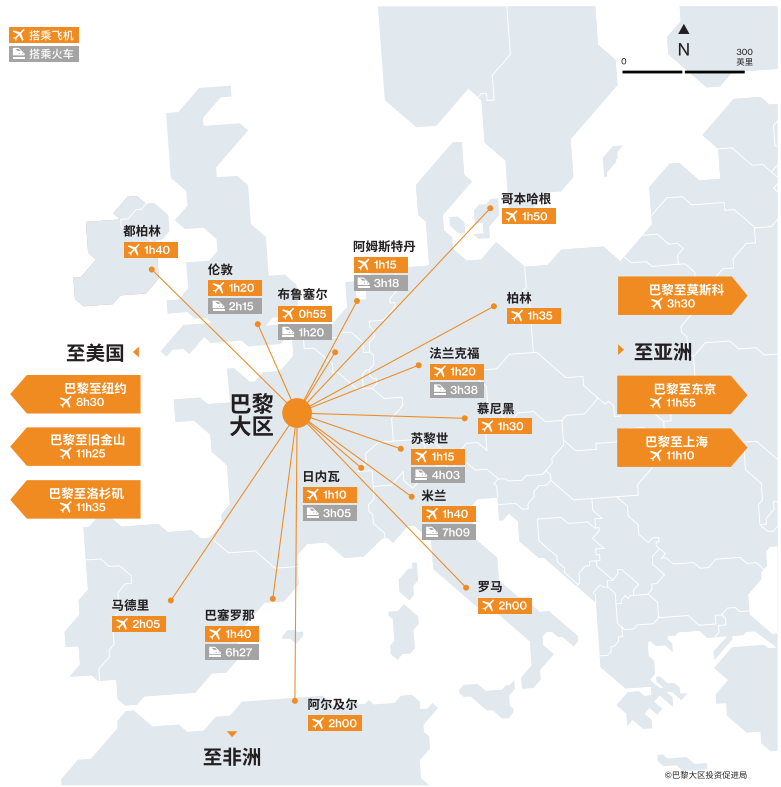 搭乘飞机
搭乘火车
N
0
300
英里
哥本哈根
1h50
都柏林
1h40
阿姆斯特丹
1h15
3h18
伦敦
1h20
2h15
布鲁塞尔
0h55
1h20
柏林
1h35
巴黎至莫斯科
3h30
至美国
至亚洲
法兰克福
1h20
3h38
巴黎至纽约
8h30
巴黎至东京
11h55
巴黎
大区
慕尼黑
1h30
巴黎至旧金山
11h25
苏黎世
1h15
4h03
巴黎至上海
11h10
日内瓦
1h10
3h05
巴黎至洛杉矶
11h35
米兰
1h40
7h09
罗马
2h00
马德里
2h05
巴塞罗那
1h40
6h27
阿尔及尔
2h00
至非洲
©巴黎大区投资促进局